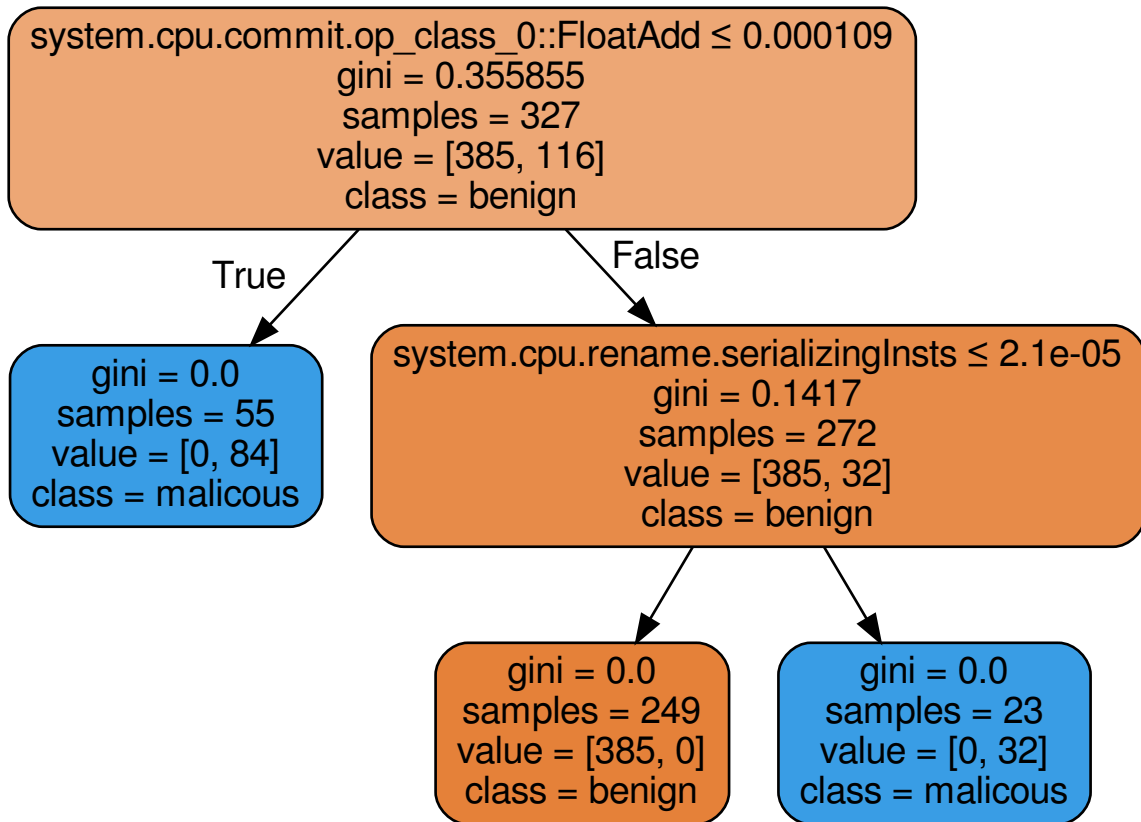 system.cpu.commit.op_class_0::FloatAdd ≤ 0.000109
gini = 0.355855
samples = 327
value = [385, 116]
class = benign
True
False
gini = 0.0
samples = 55
value = [0, 84]
class = malicous
system.cpu.rename.serializingInsts ≤ 2.1e-05
gini = 0.1417
samples = 272
value = [385, 32]
class = benign
gini = 0.0
samples = 249
value = [385, 0]
class = benign
gini = 0.0
samples = 23
value = [0, 32]
class = malicous